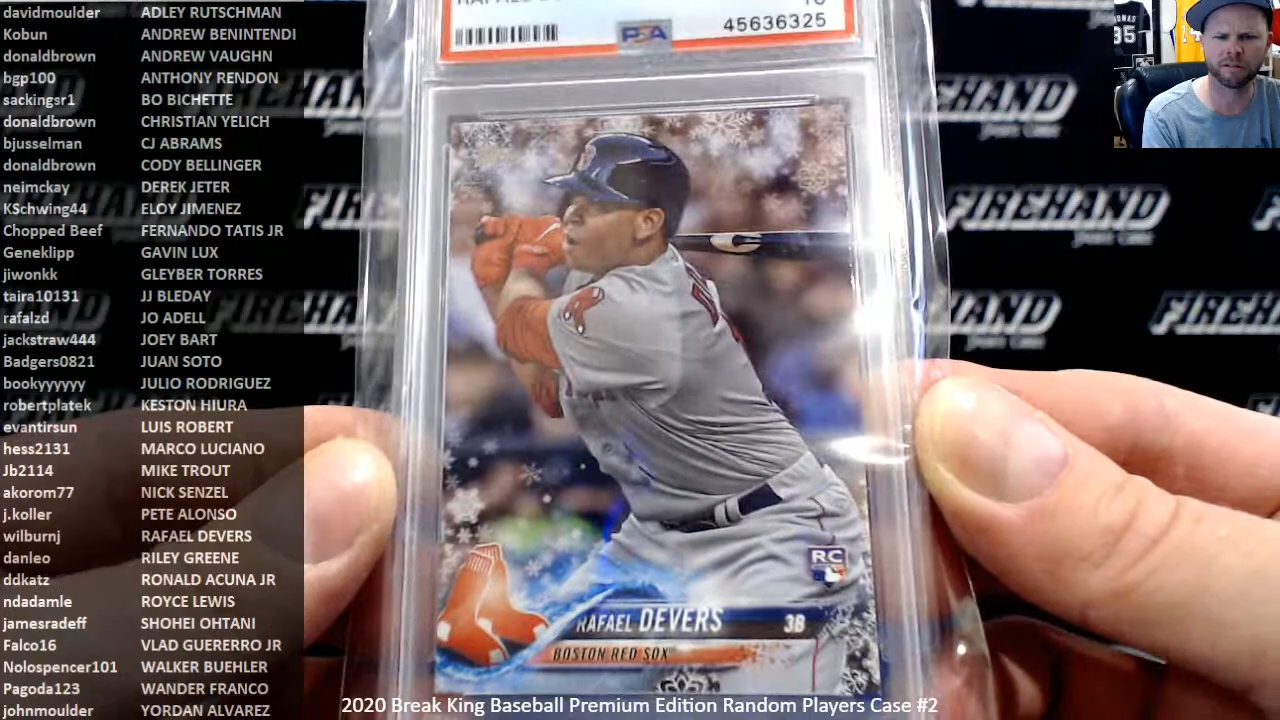 davidmoulder ADLEY RUTSCHMAN
Kobun ANDREW BENINTENDI
donaldbrown ANDREW VAUGHN
bgp100 ANTHONY RENDON
sackingsr1 BO BICHETTE
donaldbrown CHRISTIAN YELICH
bjusselman CJ ABRAMS
donaldbrown CODY BELLINGER
neimckay DEREK JETER
KSchwing44 ELOY JIMENEZ
Chopped Beef FERNANDO TATIS JR
Geneklipp GAVIN LUX
jiwonkk GLEYBER TORRES
taira10131 JJ BLEDAY
rafalzd JO ADELL
jackstraw444 JOEY BART
Badgers0821 JUAN SOTO
bookyyyyyy JULIO RODRIGUEZ
robertplatek KESTON HIURA
evantirsun LUIS ROBERT
hess2131 MARCO LUCIANO
Jb2114 MIKE TROUT
akorom77 NICK SENZEL
j.koller PETE ALONSO
wilburnj RAFAEL DEVERS
danleo RILEY GREENE
ddkatz RONALD ACUNA JR
ndadamle ROYCE LEWIS
jamesradeff SHOHEI OHTANI
Falco16 VLAD GUERERRO JR
Nolospencer101 WALKER BUEHLER
Pagoda123 WANDER FRANCO
johnmoulder YORDAN ALVAREZ
PSA
45636325
RC
RAFAEL DEVERS 3B
BOSTON RED SOX
FIREHAND
FIREHAND
2020 Break King Baseball Premium Edition Random Players Case #2